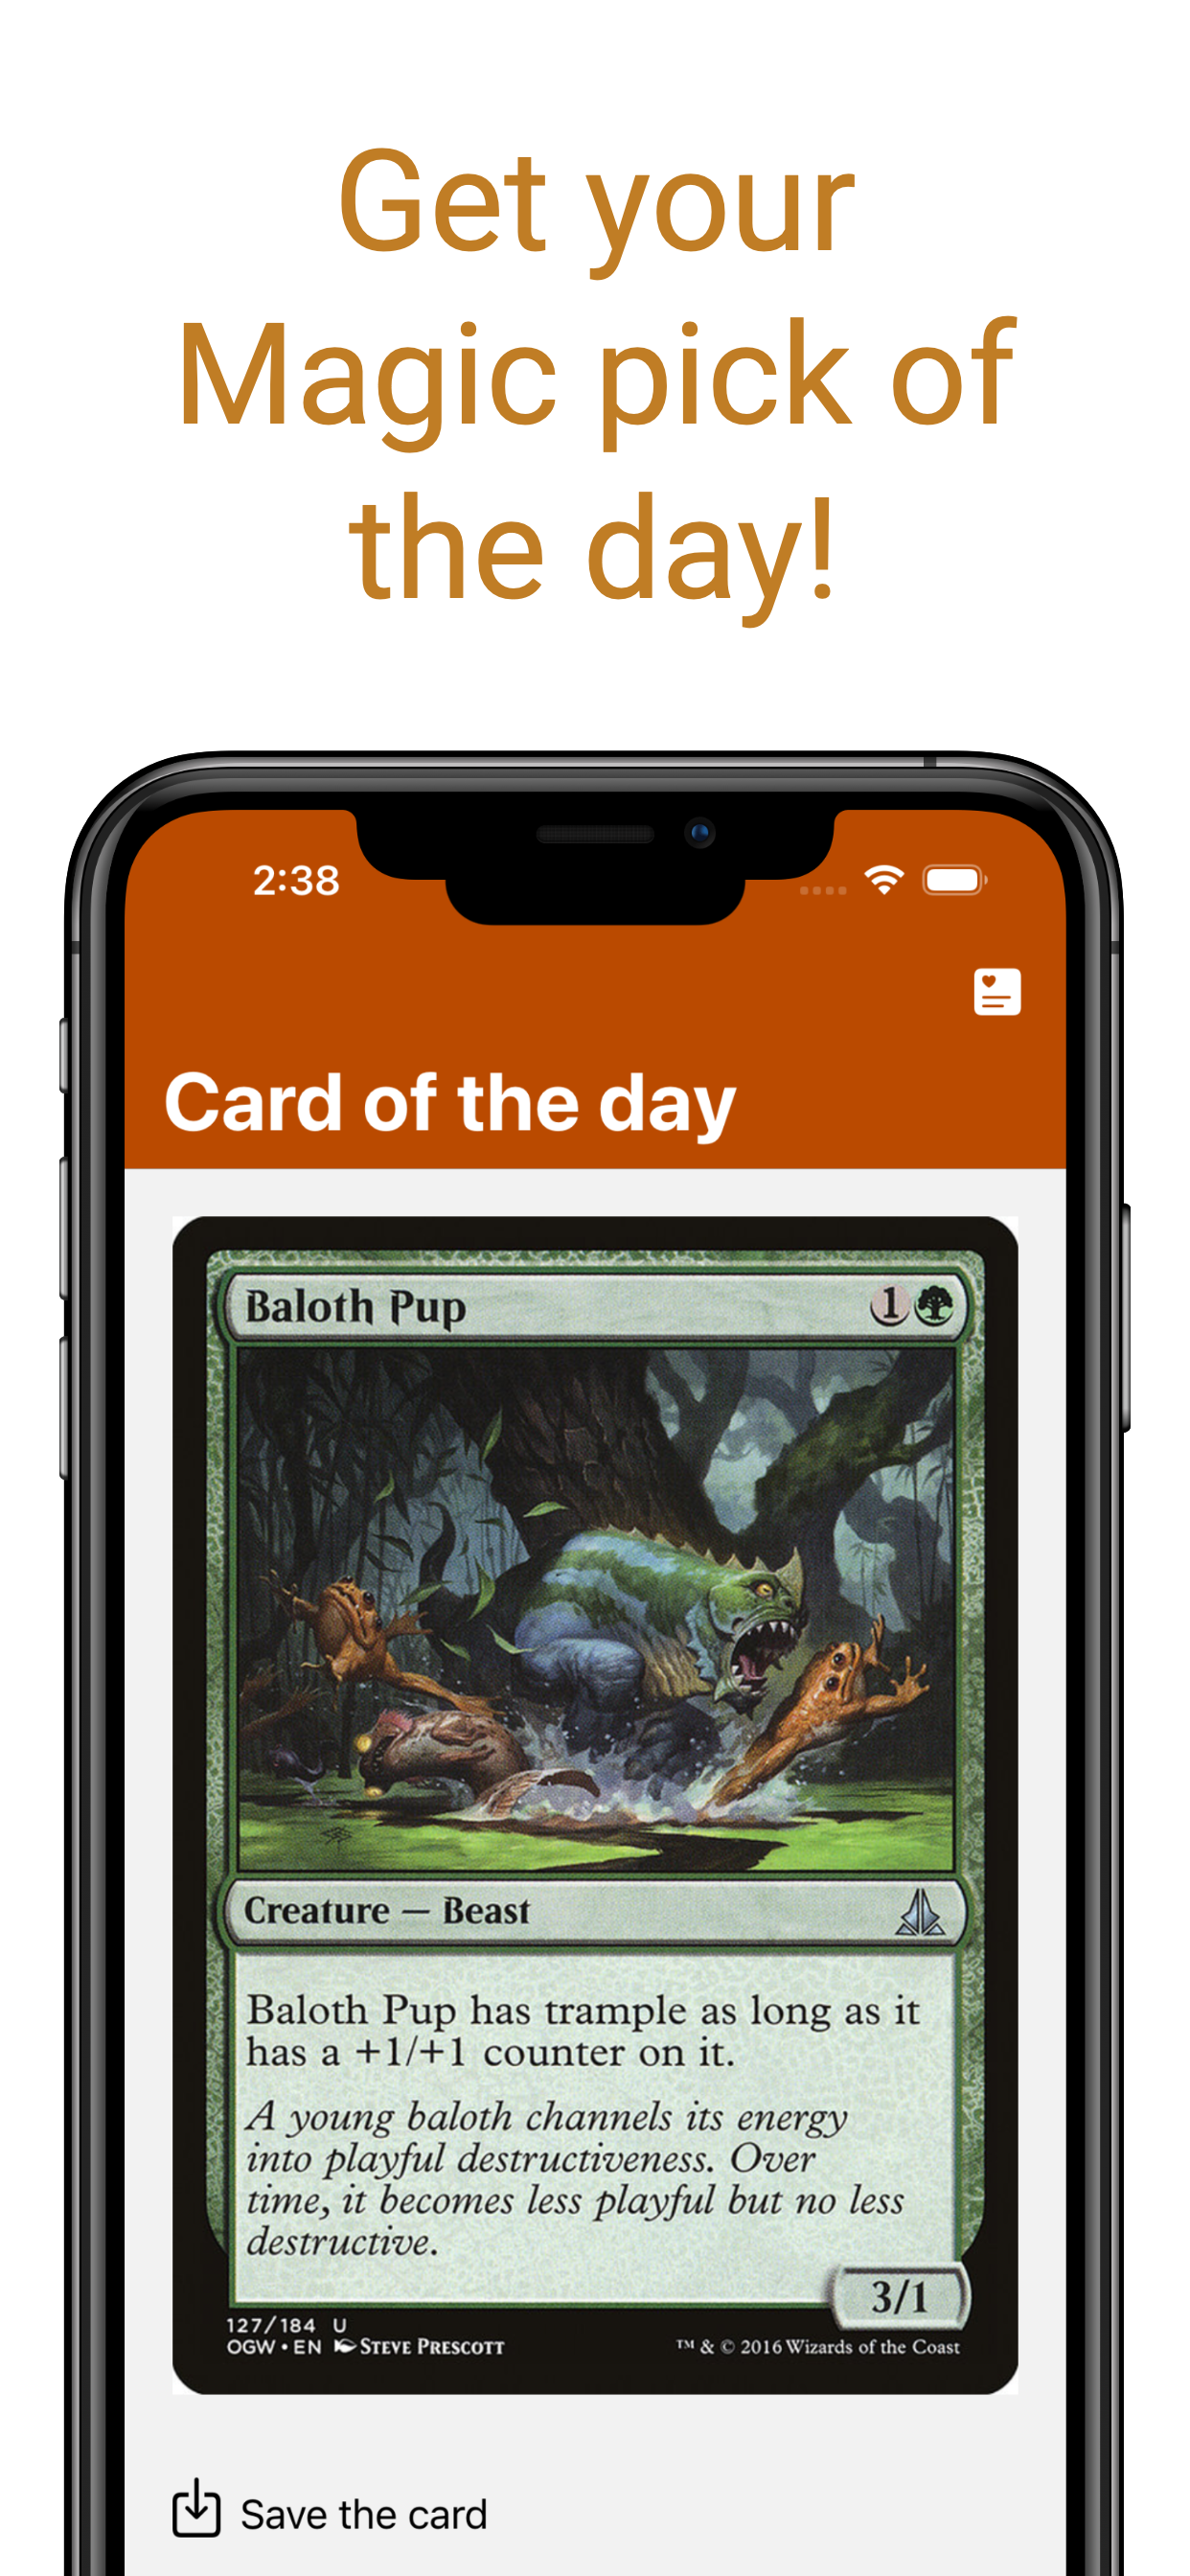 Get your
Magic pick of
the day!
2:38
Card of the day
Baloth Pup 1
Creature — Beast
Baloth Pup has trample as long as it
has a +1/+1 counter on it.
A young baloth channels its energy
into playful destructiveness. Over
time, it becomes less playful but no less
destructive.
3/1
127/184 U
OGW • EN STEVE PRESCOTT
™ & © 2016 Wizards of the Coast
Save the card